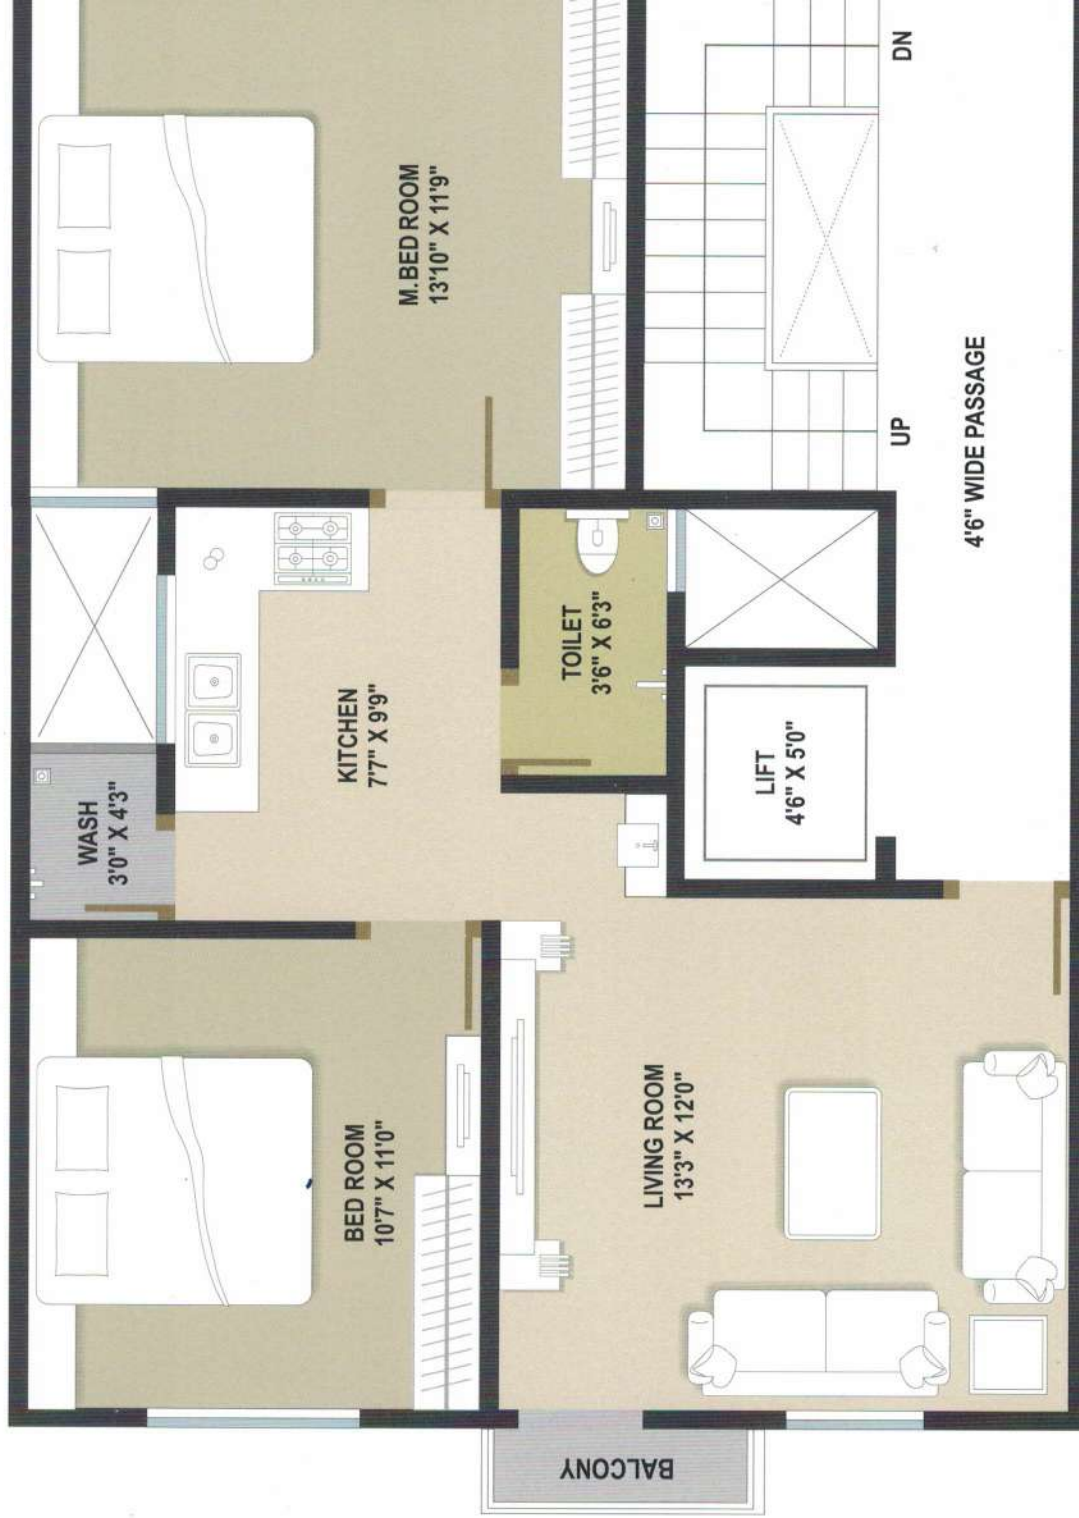 M.BED ROOM
13'10" X 11'9"
DN
UP
4'6" WIDE PASSAGE
KITCHEN
7'7" X 9'9"
TOILET
3'6" X 6'3"
WASH
3'0" X 4'3"
LIFT
4'6" X 5'0"
BED ROOM
10'7" X 11'0"
LIVING ROOM
13'3" X 12'0"
BALCONY